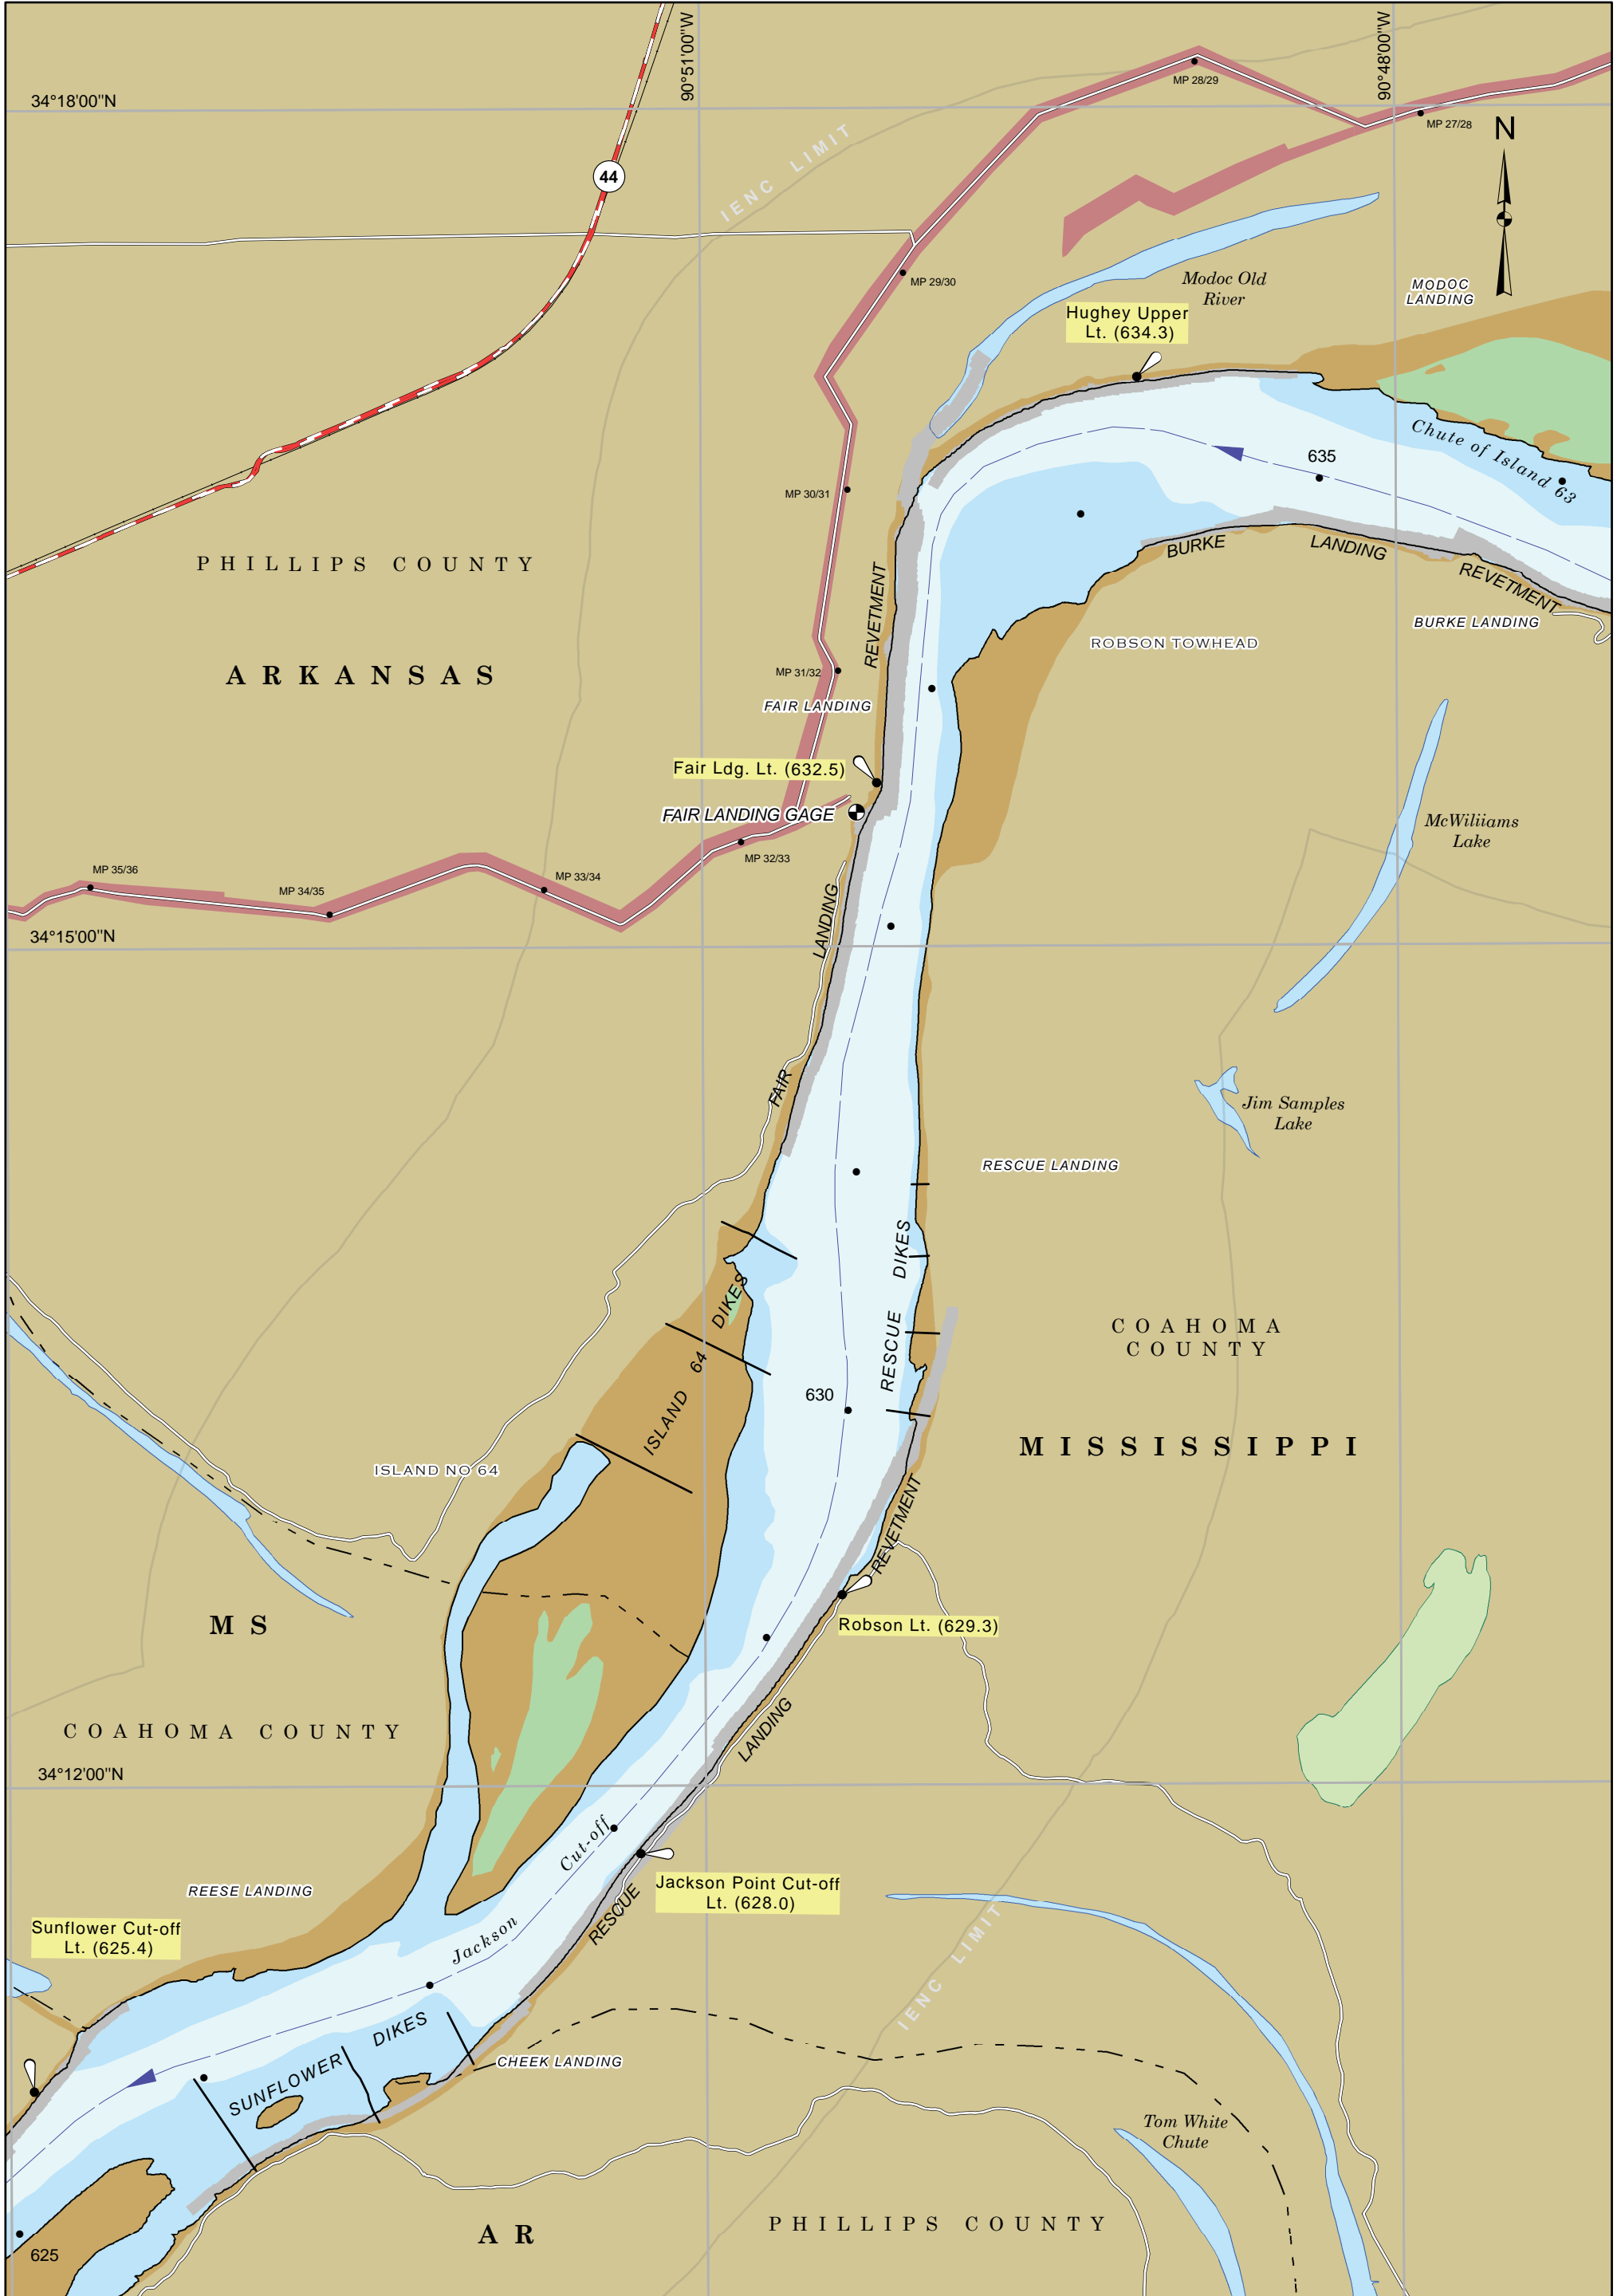 90°51'00"W
90°48'00"W
34°18'00"N
MP 28/29
MP 27/28
N
44
IENC LIMIT
MP 29/30
Modoc Old
River
MODOC
LANDING
Hughey Upper
Lt. (634.3)
Chute of Island 63
635
MP 30/31
BURKE LANDING REVETMENT
PHILLIPS COUNTY
BURKE LANDING
ROBSON TOWHEAD
ARKANSAS
MP 31/32
FAIR LANDING
FAIR LANDING REVETMENT
Fair Ldg. Lt. (632.5)
FAIR LANDING GAGE
McWiliiams
Lake
MP 32/33
MP 35/36
MP 34/35
MP 33/34
34°15'00"N
Jim Samples
Lake
RESCUE LANDING
RESCUE DIKES
ISLAND 64 DIKES
COAHOMA
COUNTY
630
MISSISSIPPI
ISLAND NO 64
RESCUE LANDING REVETMENT
Robson Lt. (629.3)
MS
COAHOMA COUNTY
34°12'00"N
Jackson Cut-off
Jackson Point Cut-off
Lt. (628.0)
REESE LANDING
Sunflower Cut-off
Lt. (625.4)
IENC LIMIT
SUNFLOWER DIKES
CHEEK LANDING
Tom White
Chute
PHILLIPS COUNTY
AR
625